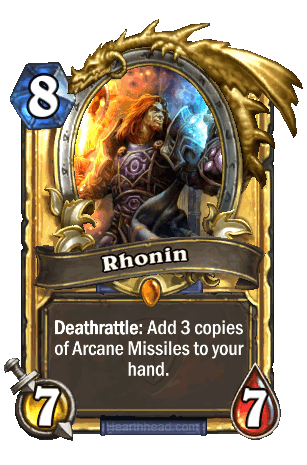 8
Rhonin
Deathrattle: Add 3 copies
of Arcane Missiles to your
hand.
7
7
Hearthhead.com